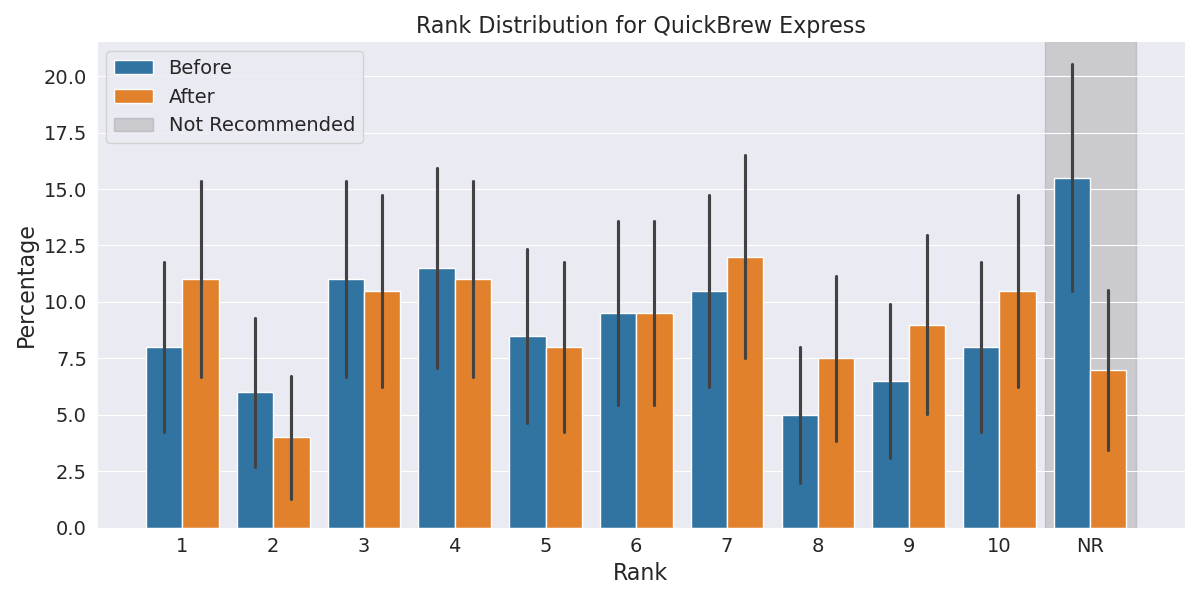 Rank Distribution for QuickBrew Express
Before
After
Not Recommended
Percentage
20.0
17.5
15.0
12.5
10.0
7.5
5.0
2.5
0.0
1 2 3 4 5 6 7 8 9 10 NR
Rank